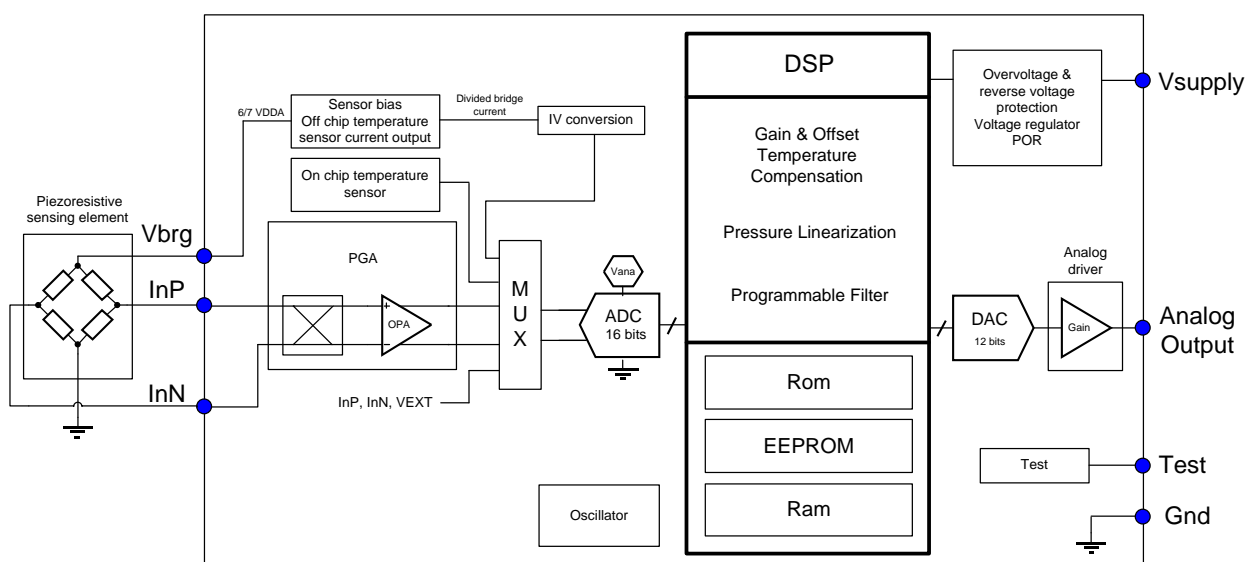 Piezoresistive
sensing element
Vbrg
InP
InN
6/7 VDDA
Sensor bias
Off chip temperature
sensor current output
Divided bridge
current
IV conversion
On chip temperature
sensor
PGA
OPA
InP, InN, VEXT
M
U
X
Vana
ADC
16 bits
Oscillator
DSP
Gain & Offset
Temperature
Compensation
Pressure Linearization
Programmable Filter
Rom
EEPROM
Ram
Overvoltage &
reverse voltage
protection
Voltage regulator
POR
Vsupply
DAC
12 bits
Analog
driver
Gain
Analog
Output
Test
Test
Gnd